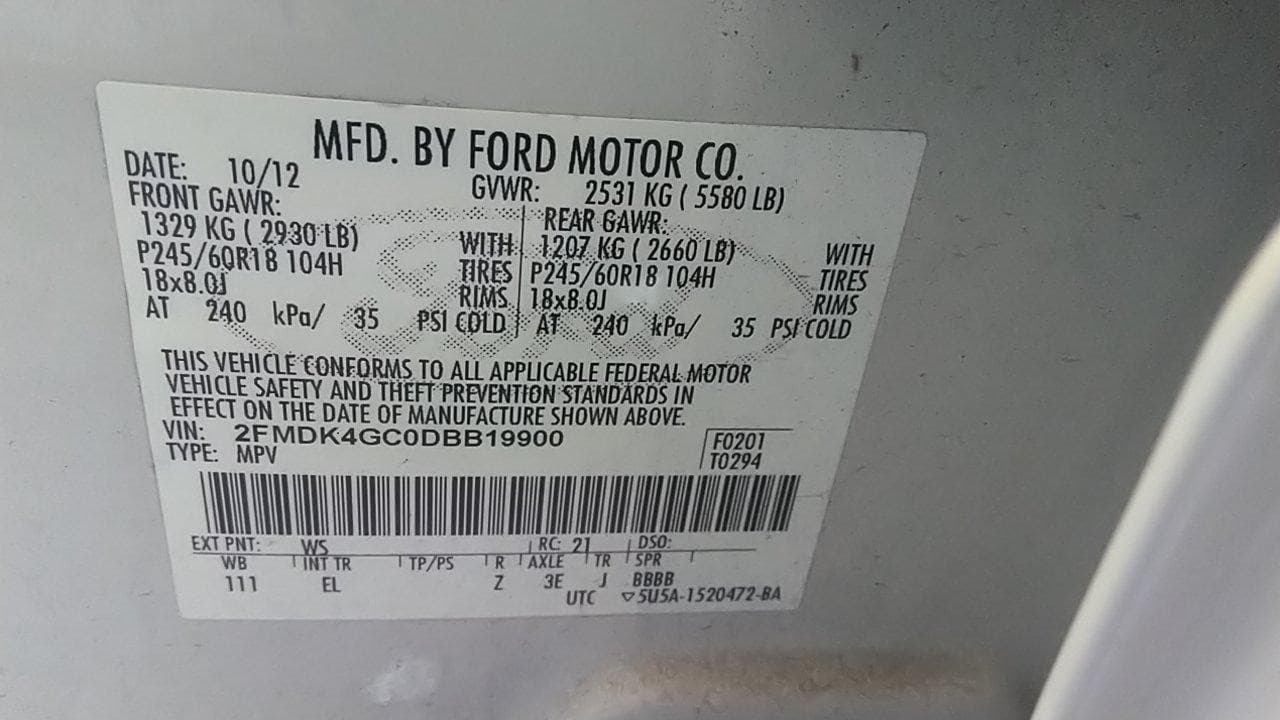 MFD. BY FORD MOTOR CO.
DATE: 10/12 GVWR: 2531 KG ( 5580 LB)
FRONT GAWR: REAR GAWR:
1329 KG ( 2930 LB) WITH 1207 KG ( 2660 LB) WITH
P245/60R18 104H TIRES P245/60R18 104H TIRES
18x8.0J RIMS 18x8.0J RIMS
AT 240 kPa/ 35 PSI COLD AT 240 kPa/ 35 PSI COLD
THIS VEHICLE CONFORMS TO ALL APPLICABLE FEDERAL MOTOR
VEHICLE SAFETY AND THEFT PREVENTION STANDARDS IN
EFFECT ON THE DATE OF MANUFACTURE SHOWN ABOVE.
VIN: 2FMDK4GC0DBB19900 F0201
TYPE: MPV T0294
EXT PNT: WS RC: 21 DSO:
WB INT TR TP/PS R AXLE TR SPR
111 EL Z 3E J BBBB
UTC ▽5U5A-1520472-BA